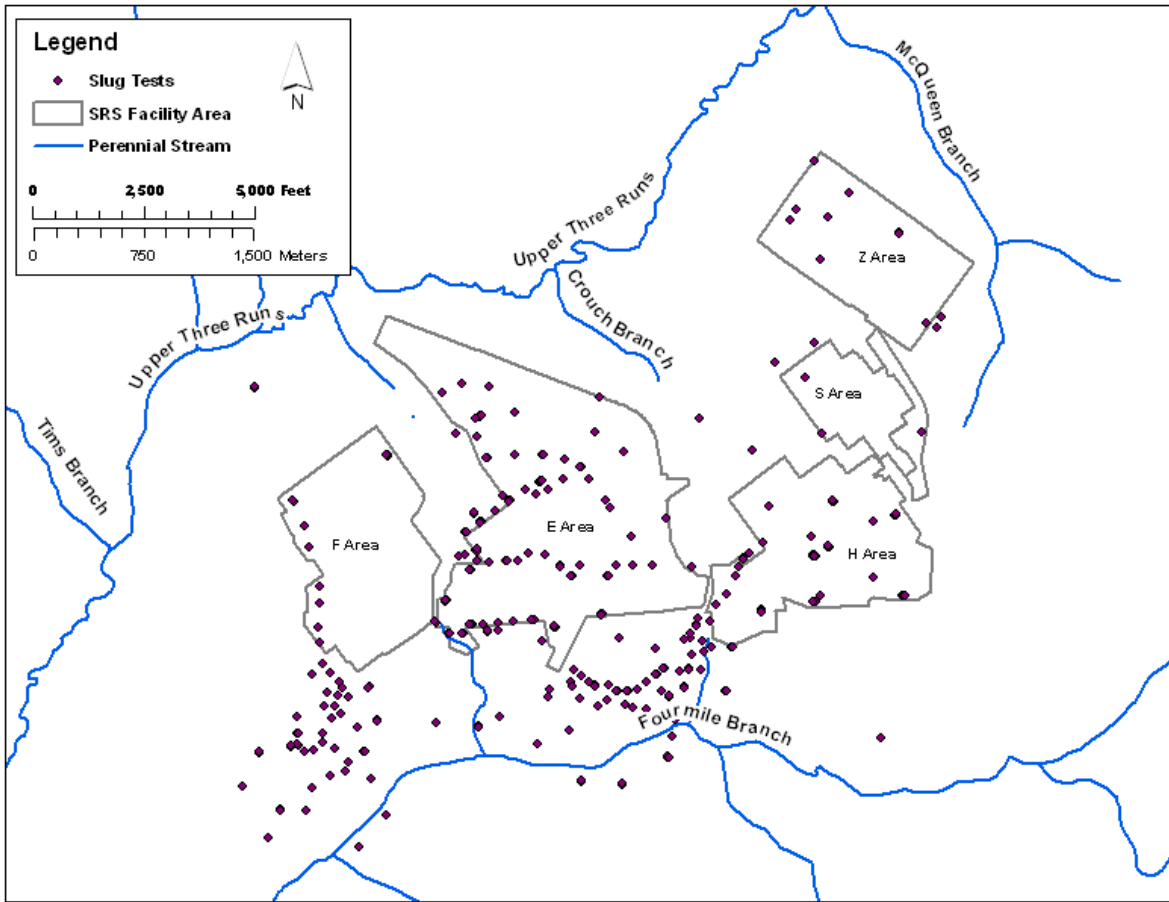 Legend
Slug Tests
SRS Facility Area
Perennial Stream
N
0 2,500 5,000 Feet
0 750 1,500 Meters
McQueen Branch
Upper Three Runs
Z Area
Crouch Branch
Upper Three Runs
S Area
Tims Branch
E Area
F Area
H Area
Fourmile Branch